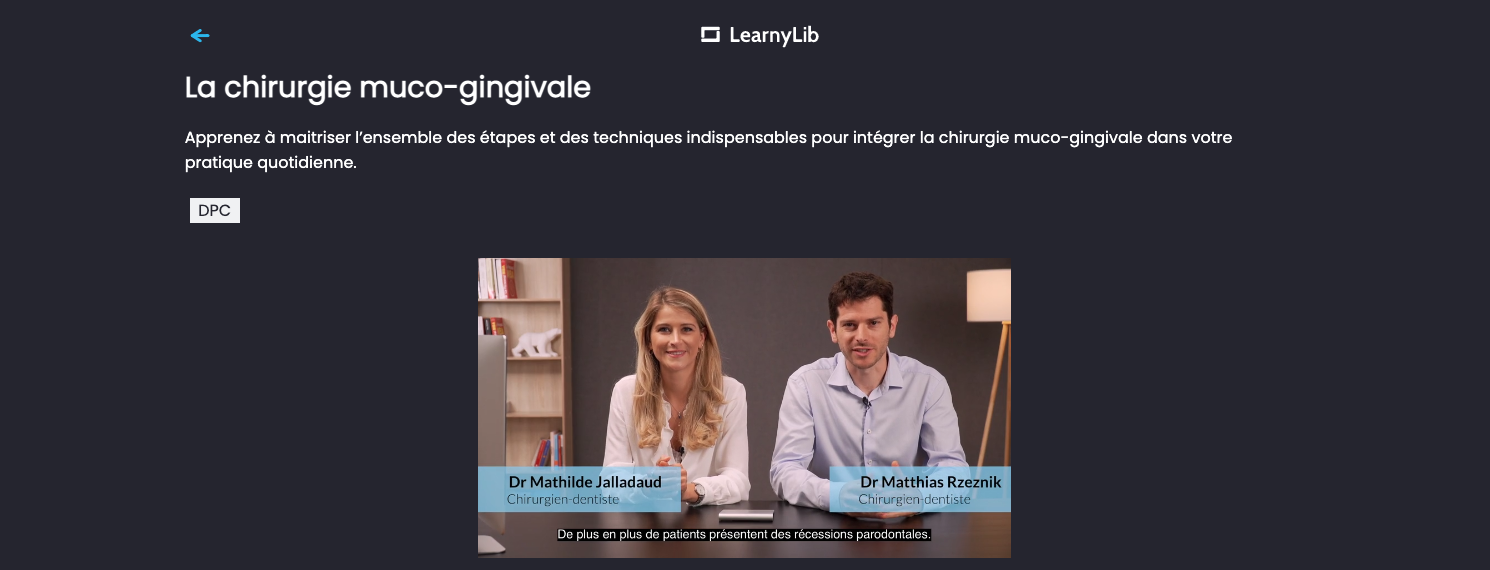 LearnyLib
La chirurgie muco-gingivale
Apprenez à maitriser l’ensemble des étapes et des techniques indispensables pour intégrer la chirurgie muco-gingivale dans votre
pratique quotidienne.
DPC
Dr Mathilde Jalladaud
Chirurgien-dentiste
Dr Matthias Rzeznik
Chirurgien-dentiste
De plus en plus de patients présentent des récessions parodontales.